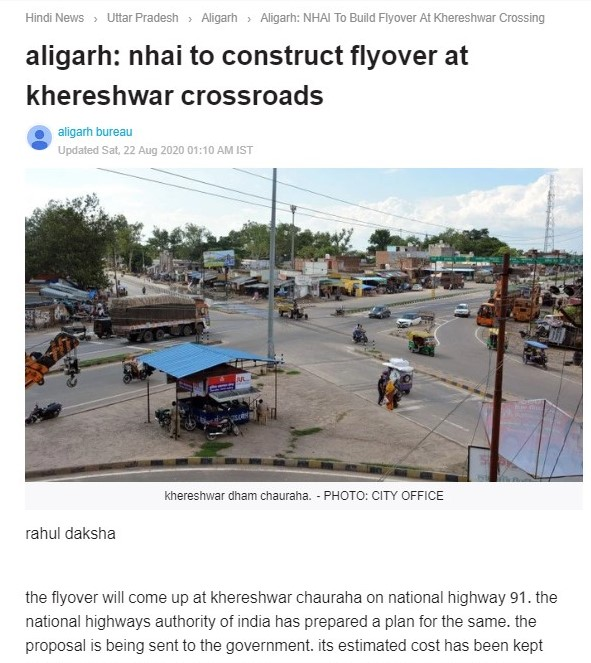 Hindi News › Uttar Pradesh › Aligarh › Aligarh: NHAI To Build Flyover At Khereshwar Crossing
aligarh: nhai to construct flyover at
khereshwar crossroads
aligarh bureau
Updated Sat, 22 Aug 2020 01:10 AM IST
khereshwar dham chauraha. - PHOTO: CITY OFFICE
rahul daksha
the flyover will come up at khereshwar chauraha on national highway 91. the
national highways authority of india has prepared a plan for the same. the
proposal is being sent to the government. its estimated cost has been kept